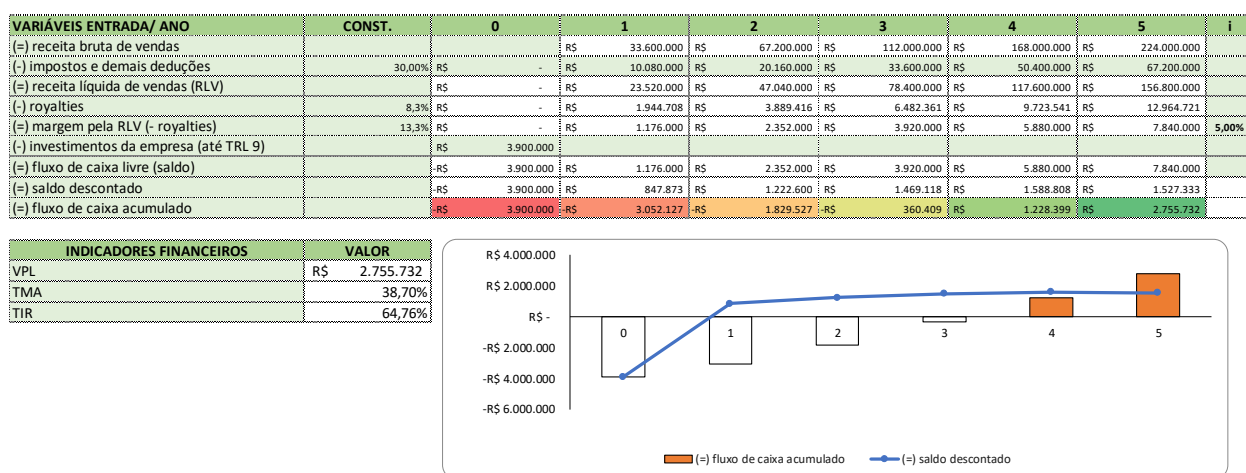 VARIÁVEIS ENTRADA/ ANO CONST. 0 1 2 3 4 5 i
(=) receita bruta de vendas R$ 33.600.000 R$ 67.200.000 R$ 112.000.000 R$ 168.000.000 R$ 224.000.000
(-) impostos e demais deduções 30,00% R$ - R$ 10.080.000 R$ 20.160.000 R$ 33.600.000 R$ 50.400.000 R$ 67.200.000
(=) receita líquida de vendas (RLV) R$ - R$ 23.520.000 R$ 47.040.000 R$ 78.400.000 R$ 117.600.000 R$ 156.800.000
(-) royalties 8,3% R$ - R$ 1.944.708 R$ 3.889.416 R$ 6.482.361 R$ 9.723.541 R$ 12.964.721
(=) margem pela RLV (- royalties) 13,3% R$ - R$ 1.176.000 R$ 2.352.000 R$ 3.920.000 R$ 5.880.000 R$ 7.840.000 5,00%
(-) investimentos da empresa (até TRL 9) R$ 3.900.000
(=) fluxo de caixa livre (saldo) -R$ 3.900.000 R$ 1.176.000 R$ 2.352.000 R$ 3.920.000 R$ 5.880.000 R$ 7.840.000
(=) saldo descontado -R$ 3.900.000 R$ 847.873 R$ 1.222.600 R$ 1.469.118 R$ 1.588.808 R$ 1.527.333
(=) fluxo de caixa acumulado -R$ 3.900.000 -R$ 3.052.127 -R$ 1.829.527 -R$ 360.409 R$ 1.228.399 R$ 2.755.732
INDICADORES FINANCEIROS VALOR
VPL R$ 2.755.732
TMA 38,70%
TIR 64,76%
R$ 4.000.000
R$ 2.000.000
R$ -
-R$ 2.000.000
-R$ 4.000.000
-R$ 6.000.000
0 1 2 3 4 5
(=) fluxo de caixa acumulado (=) saldo descontado